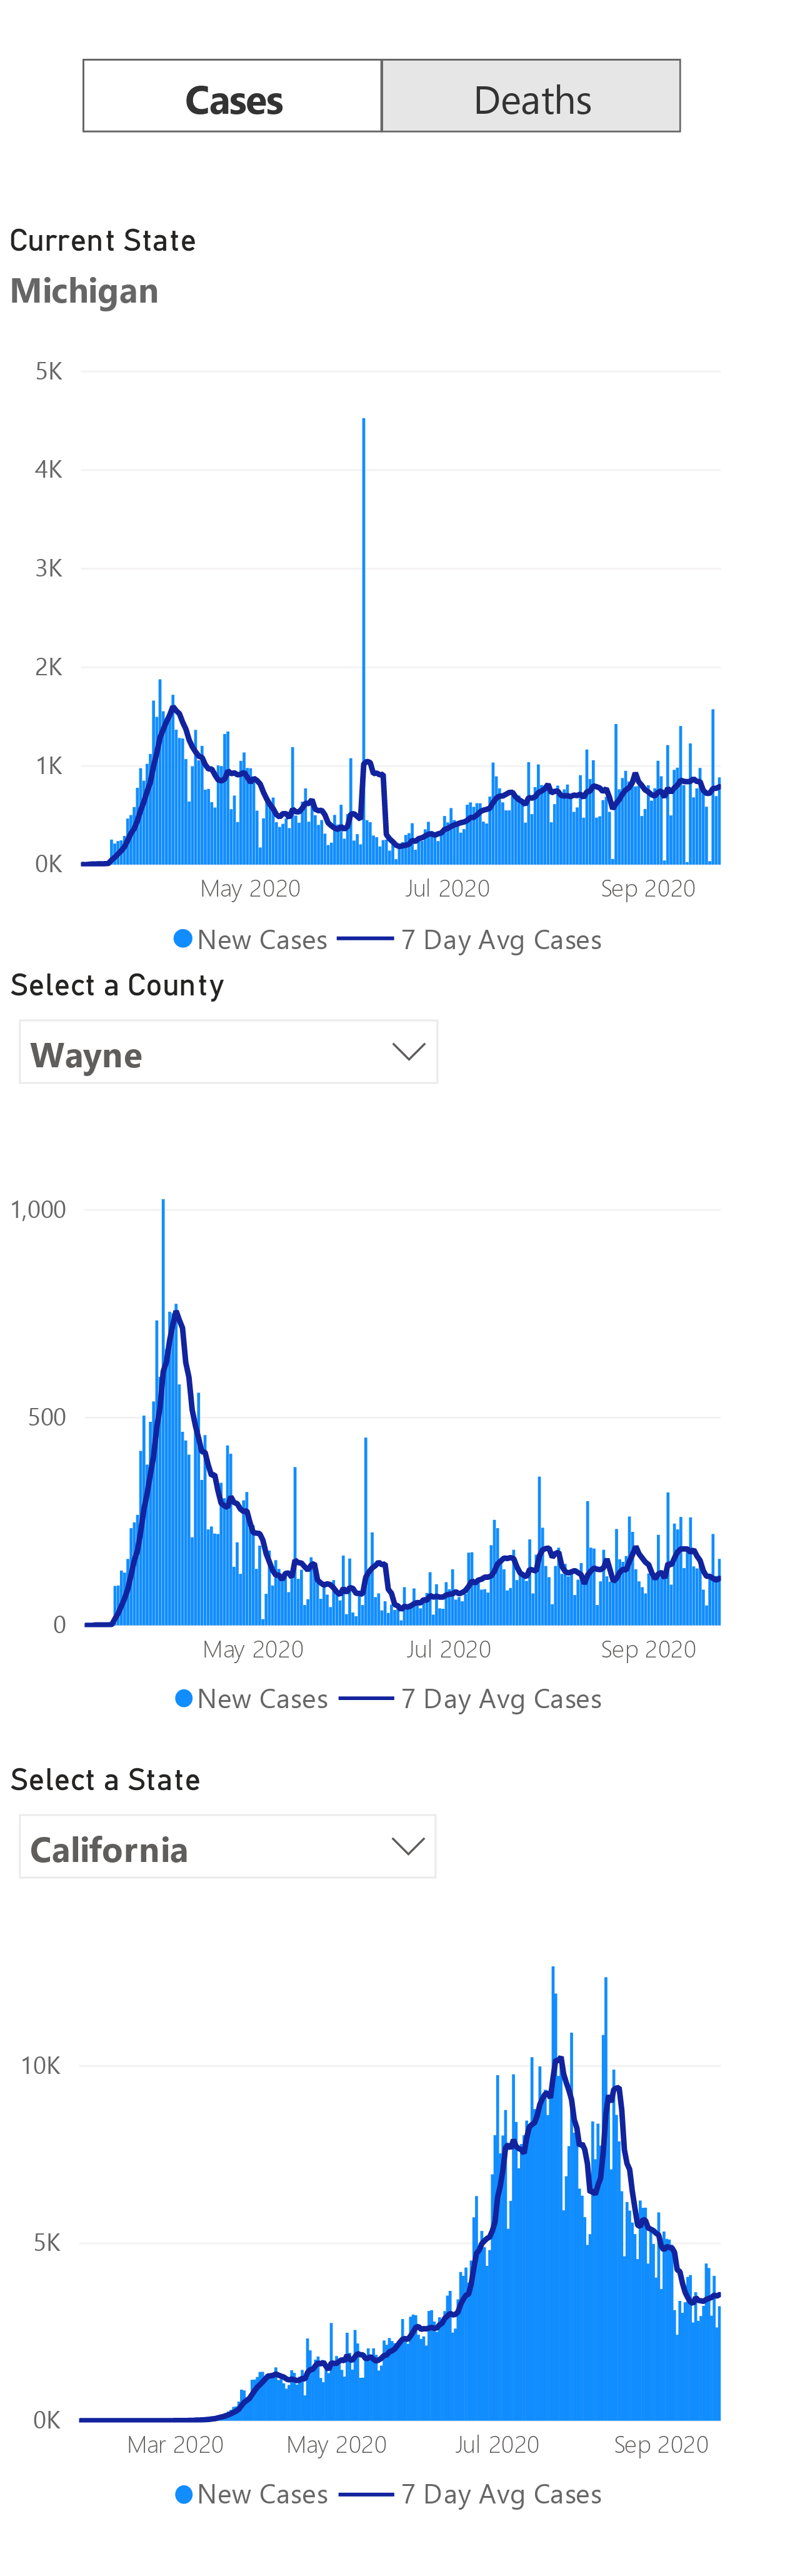 Cases Deaths
Current State
Michigan
5K
4K
3K
2K
1K
0K
May 2020 Jul 2020 Sep 2020
New Cases 7 Day Avg Cases
Select a County
Wayne
1,000
500
0
May 2020 Jul 2020 Sep 2020
New Cases 7 Day Avg Cases
Select a State
California
10K
5K
0K
Mar 2020 May 2020 Jul 2020 Sep 2020
New Cases 7 Day Avg Cases